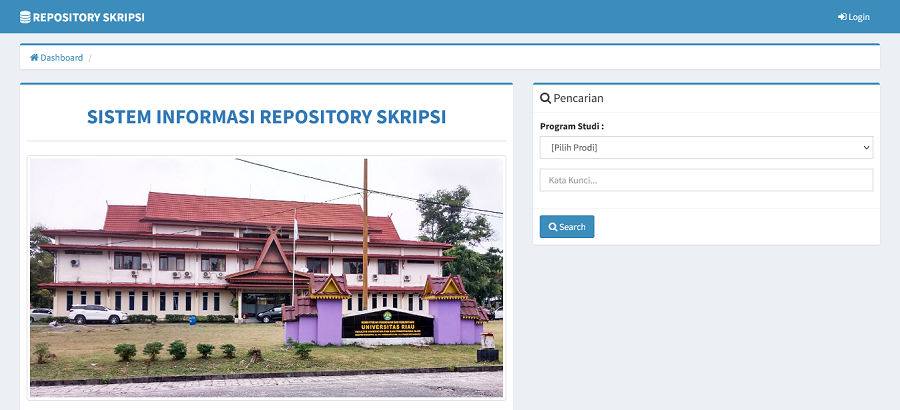 REPOSITORY SKRIPSI
Login
Dashboard /
SISTEM INFORMASI REPOSITORY SKRIPSI
UNIVERSITAS RIAU
Pencarian
Program Studi :
[Pilih Prodi]
Kata Kunci...
Search